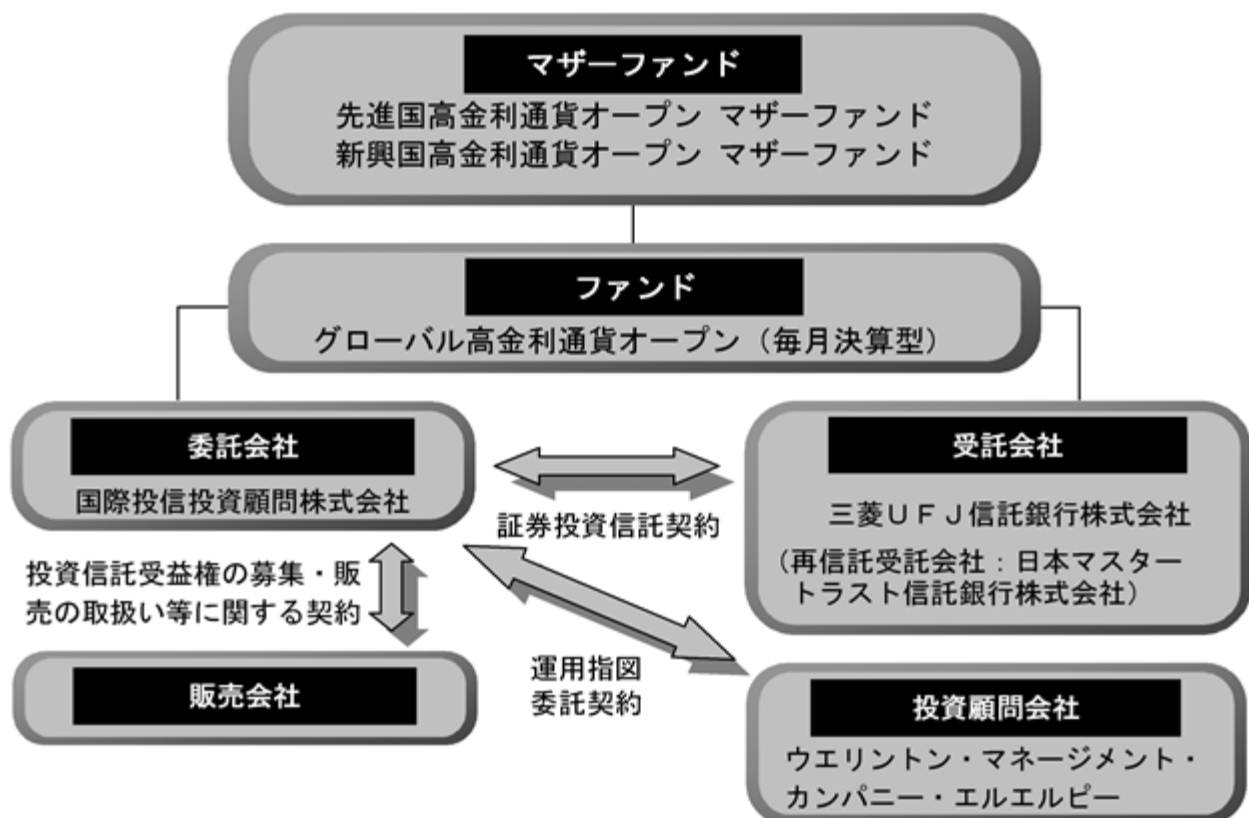 マザーファンド
先進国高金利通貨オープン マザーファンド
新興国高金利通貨オープン マザーファンド
ファンド
グローバル高金利通貨オープン（毎月決算型）
委託会社
国際投信投資顧問株式会社
証券投資信託契約
受託会社
三菱ＵＦＪ信託銀行株式会社
（再信託受託会社：日本マスター
トラスト信託銀行株式会社）
投資信託受益権の募集・販
売の取扱い等に関する契約
販売会社
運用指図
委託契約
投資顧問会社
ウエリントン・マネージメント・
カンパニー・エルエルピー